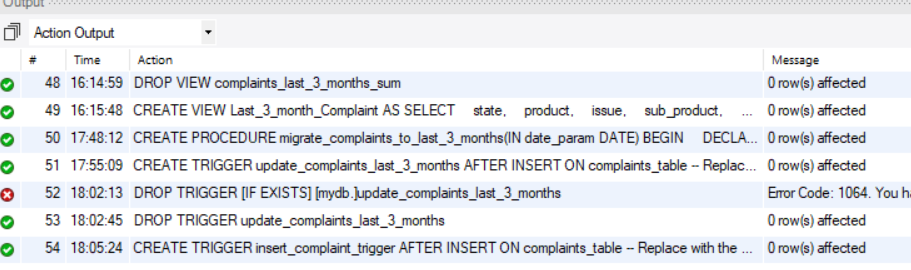 Output
Action Output
# Time Action Message
48 16:14:59 DROP VIEW complaints_last_3_months_sum 0 row(s) affected
49 16:15:48 CREATE VIEW Last_3_month_Complaint AS SELECT state, product, issue, sub_product, ... 0 row(s) affected
50 17:48:12 CREATE PROCEDURE migrate_complaints_to_last_3_months(IN date_param DATE) BEGIN DECLA... 0 row(s) affected
51 17:55:09 CREATE TRIGGER update_complaints_last_3_months AFTER INSERT ON complaints_table -- Replac... 0 row(s) affected
52 18:02:13 DROP TRIGGER [IF EXISTS] [mydb.]update_complaints_last_3_months Error Code: 1064. You ha
53 18:02:45 DROP TRIGGER update_complaints_last_3_months 0 row(s) affected
54 18:05:24 CREATE TRIGGER insert_complaint_trigger AFTER INSERT ON complaints_table -- Replace with the ... 0 row(s) affected